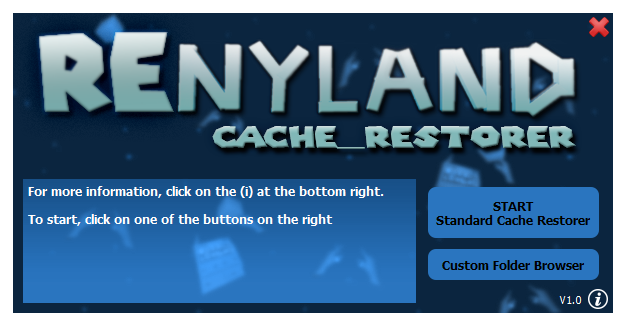 RENYLAND
CACHE_RESTORER
For more information, click on the (i) at the bottom right.
To start, click on one of the buttons on the right
START
Standard Cache Restorer
Custom Folder Browser
V1.0